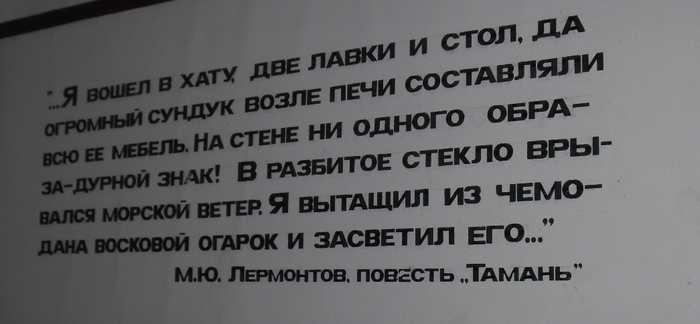 "...Я ВОШЕЛ В ХАТУ, ДВЕ ЛАВКИ И СТОЛ, ДА
ОГРОМНЫЙ СУНДУК ВОЗЛЕ ПЕЧИ СОСТАВЛЯЛИ
ВСЮ ЕЕ МЕБЕЛЬ. НА СТЕНЕ НИ ОДНОГО ОБРА-
ЗА-ДУРНОЙ ЗНАК! В РАЗБИТОЕ СТЕКЛО ВРЫ-
ВАЛСЯ МОРСКОЙ ВЕТЕР. Я ВЫТАЩИЛ ИЗ ЧЕМО-
ДАНА ВОСКОВОЙ ОГАРОК И ЗАСВЕТИЛ ЕГО..."
М.Ю. ЛЕРМОНТОВ, ПОВЕСТЬ „ТАМАНЬ"